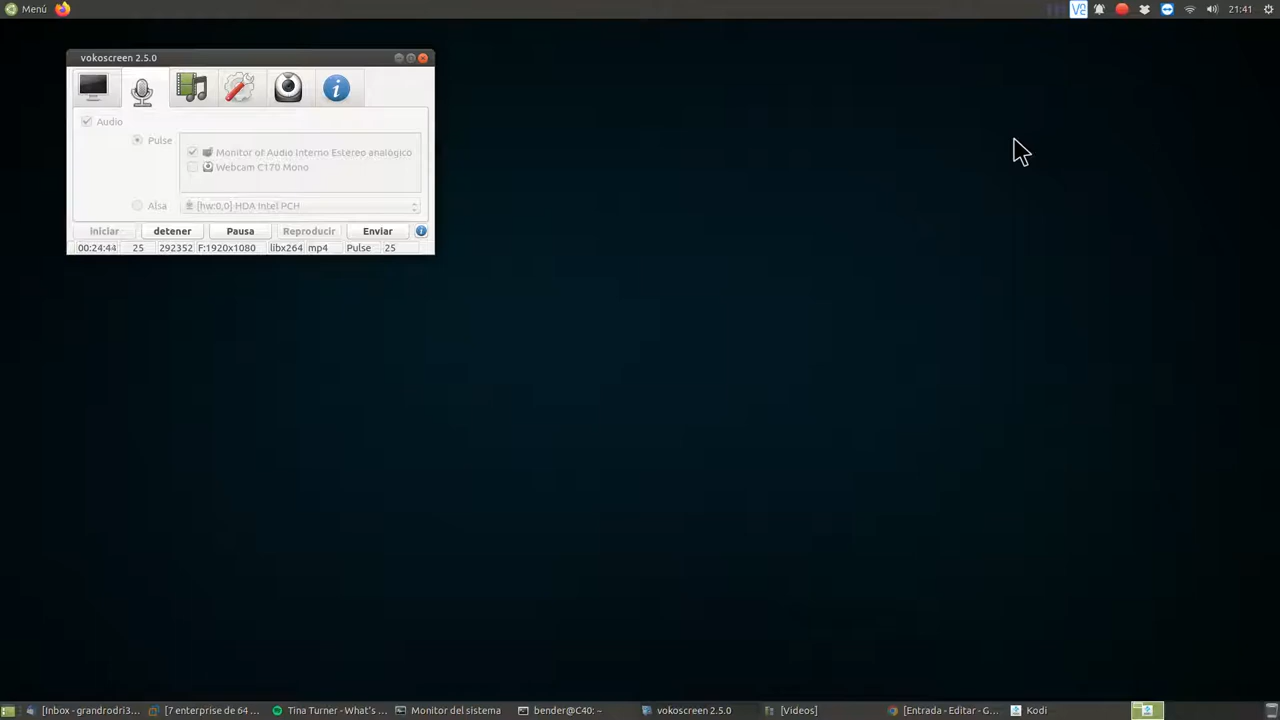 Menú
21:41
vokoscreen 2.5.0
Audio
Pulse
Monitor of Audio Interno Estéreo analógico
Webcam C170 Mono
Alsa
[hw:0,0] HDA Intel PCH
Iniciar detener Pausa Reproducir Enviar
00:24:44 25 292352 F:1920x1080 libx264 mp4 Pulse 25
[Inbox - grandrodri3...
[7 enterprise de 64 ...
Tina Turner - What's ...
Monitor del sistema
bender@C40: ~
vokoscreen 2.5.0
[Videos]
[Entrada - Editar - G...
Kodi